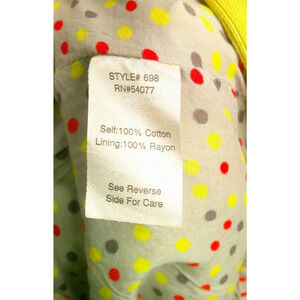 STYLE# 698
RN#54077
Self:100% Cotton
Lining:100% Rayon
See Reverse
Side For Care